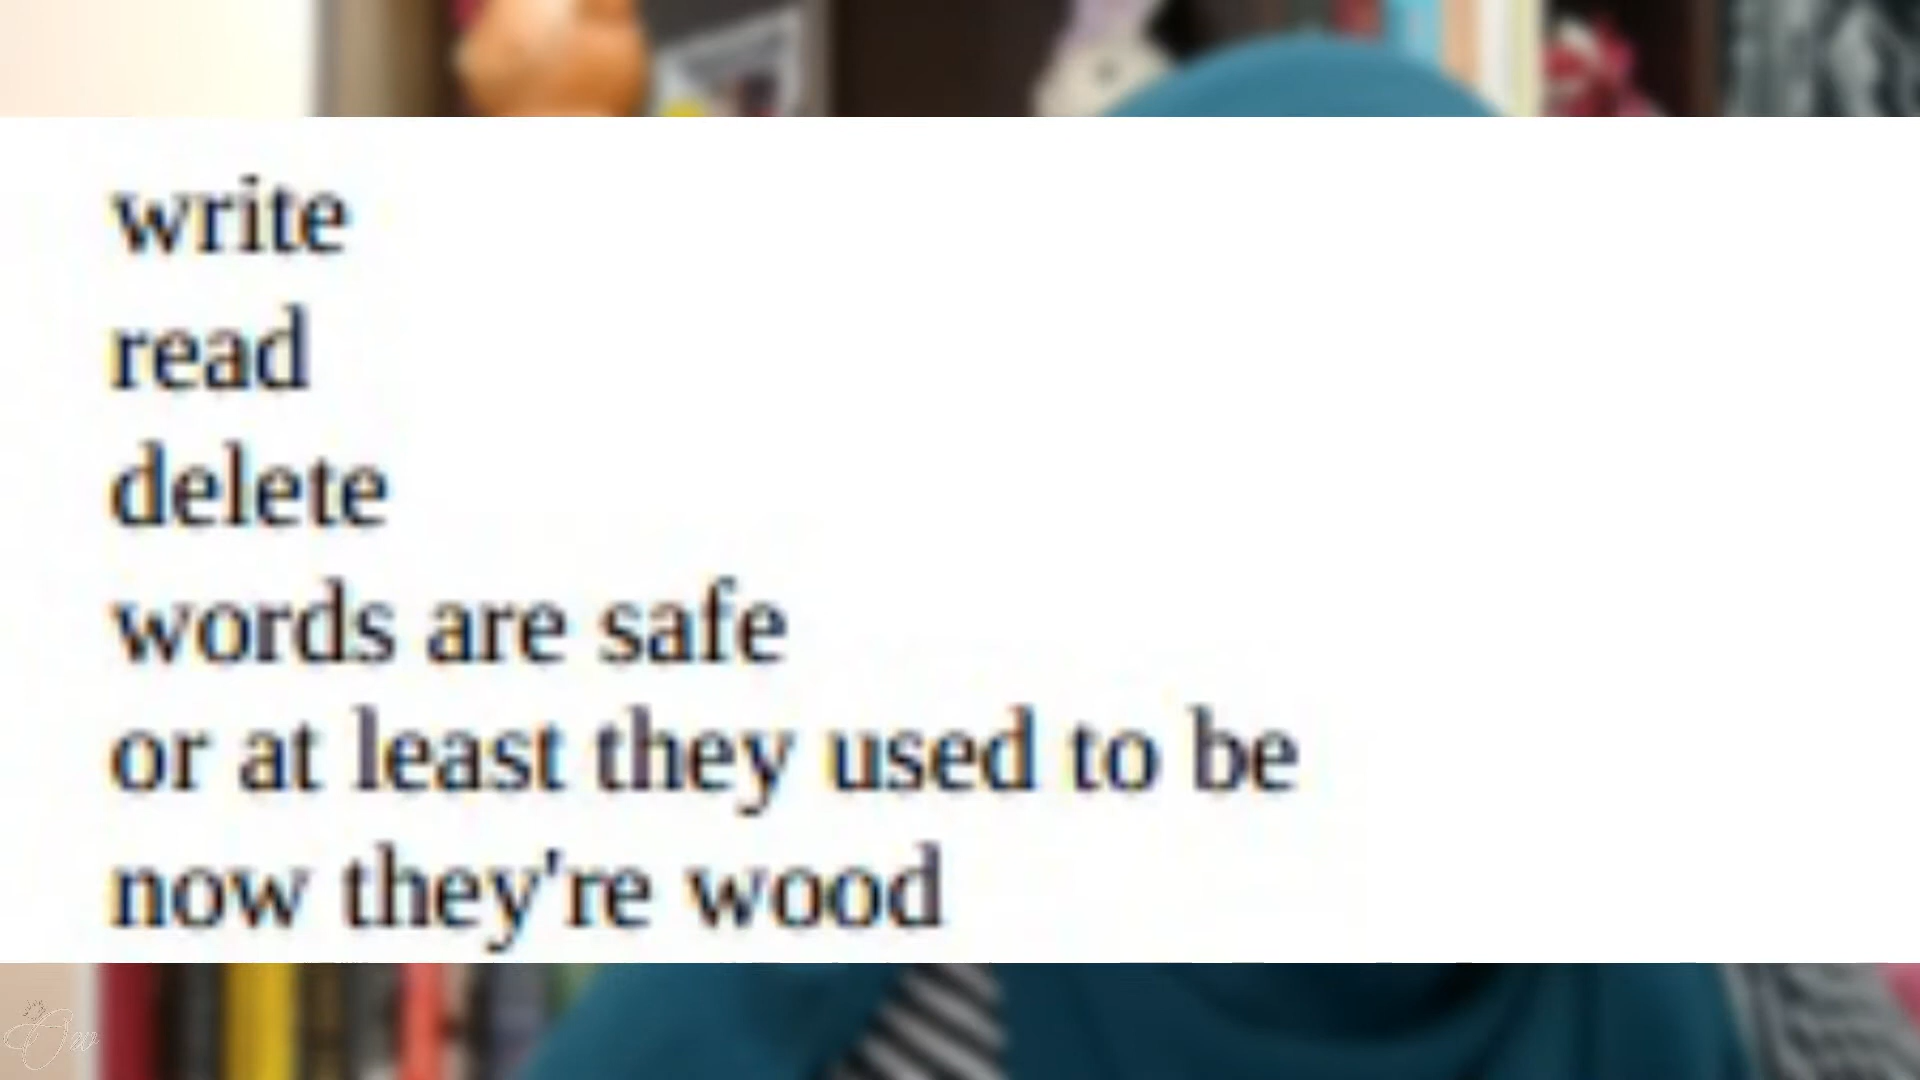 write
read
delete
words are safe
or at least they used to be
now they're wood